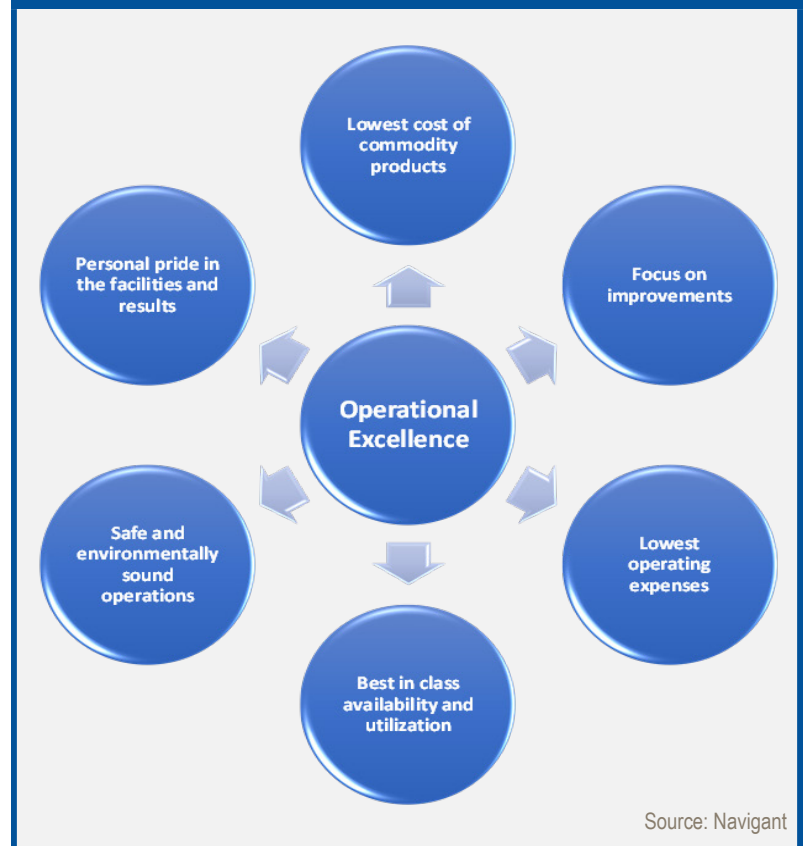 Lowest cost of
commodity
products
Personal pride in
the facilities and
results
Focus on
improvements
Operational
Excellence
Safe and
environmentally
sound
operations
Lowest
operating
expenses
Best in class
availability and
utilization
Source: Navigant